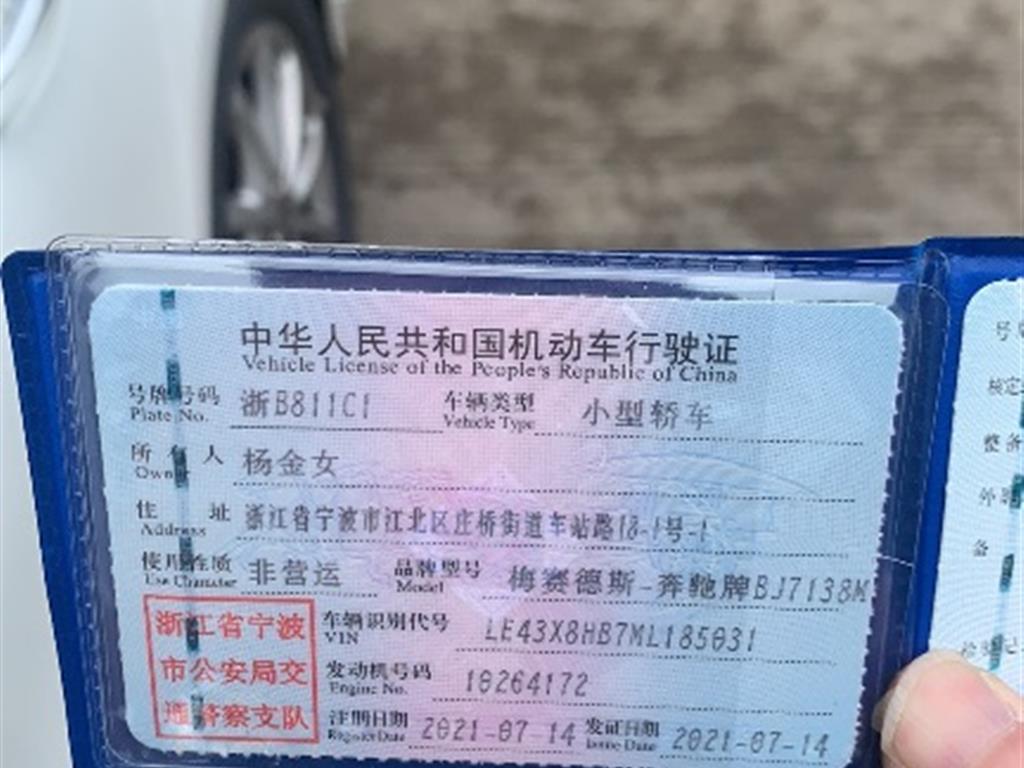 中华人民共和国机动车行驶证
Vehicle License of the People's Republic of China
号牌号码 浙B811C1 车辆类型 小型轿车
Plate No. Vehicle Type
所有人 杨金女
Owner
住址 浙江省宁波市江北区庄桥街道车站路18-1号-1
Address
使用性质 非营运 品牌型号 梅赛德斯-奔驰牌BJ7138M
Use Character Model
浙江省宁波
市公安局交
通警察支队
车辆识别代号 LE43X8HB7ML185031
VIN
发动机号码 18264172
Engine No.
注册日期 2021-07-14 发证日期 2021-07-14
Register Date Issue Date
号
核定
整备
外
备